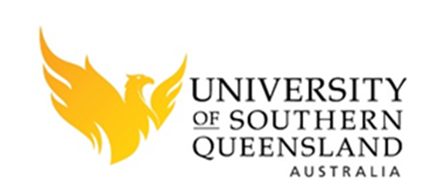 UNIVERSITY
OF SOUTHERN
QUEENSLAND
AUSTRALIA